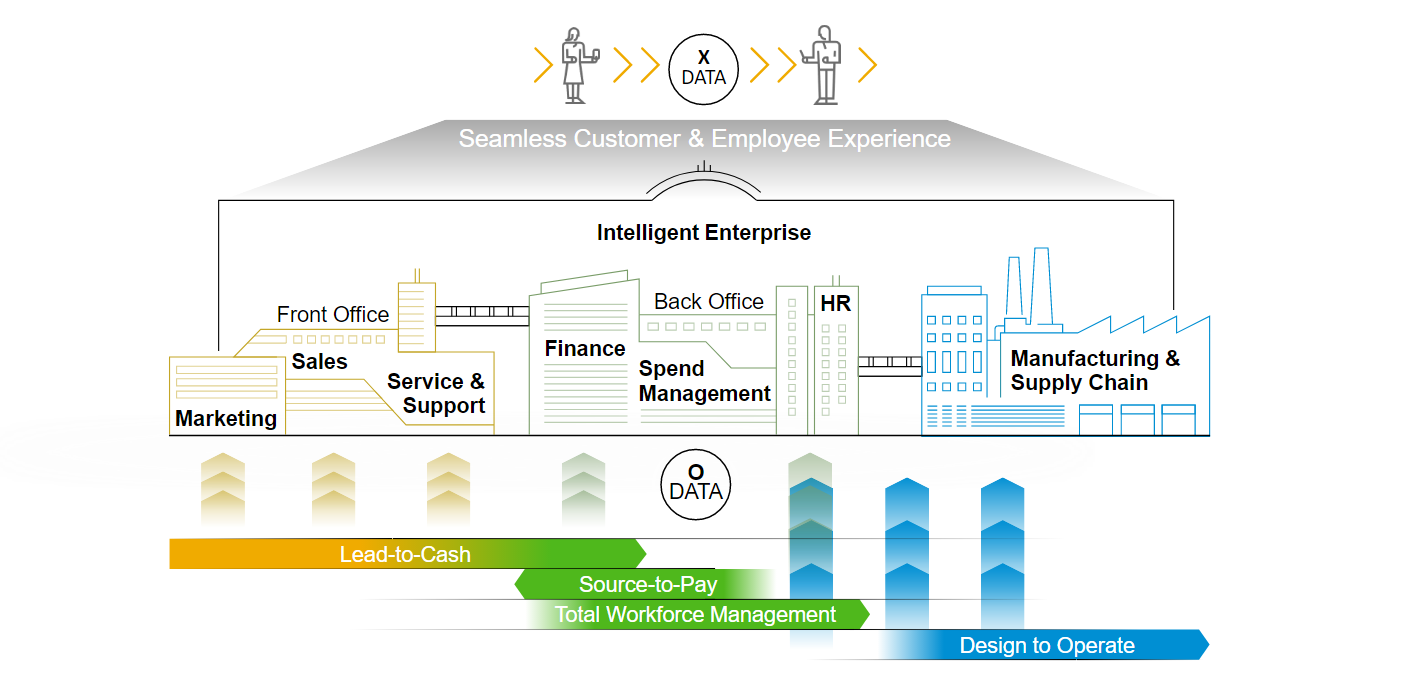 X
DATA
Seamless Customer & Employee Experience
Intelligent Enterprise
Front Office
Back Office
HR
Sales
Finance
Service &
Support
Spend
Management
Manufacturing &
Supply Chain
Marketing
O
DATA
Lead-to-Cash
Source-to-Pay
Total Workforce Management
Design to Operate